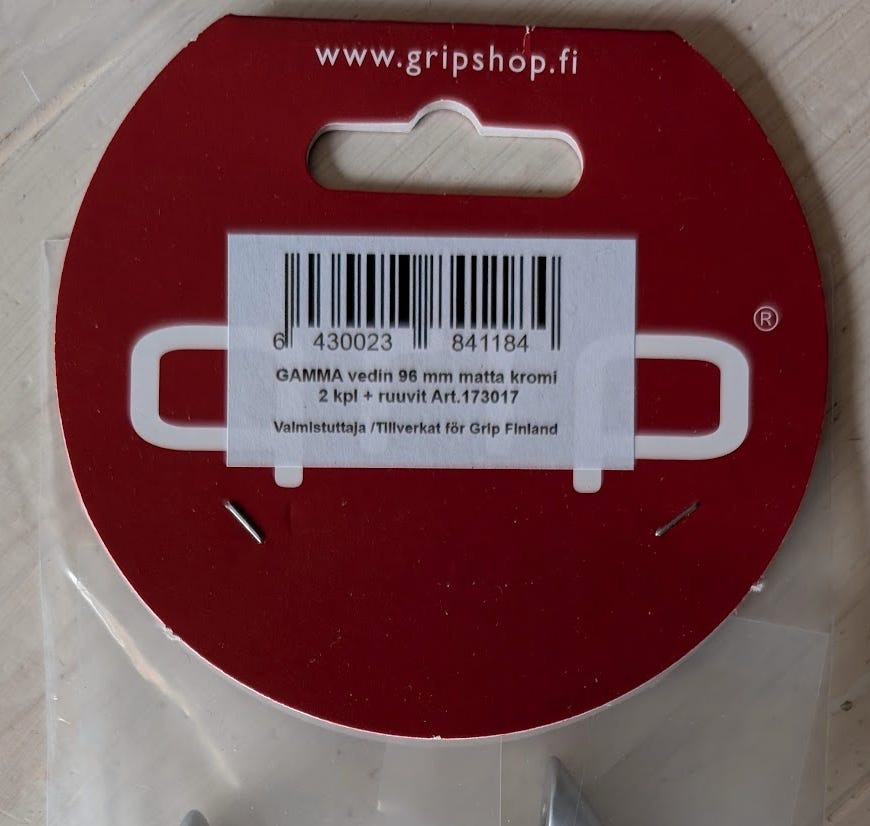 www.gripshop.fi
6 430023 841184
GAMMA vedin 96 mm matta kromi
2 kpl + ruuvit Art.173017
Valmistuttaja /Tillverkat för Grip Finland
®